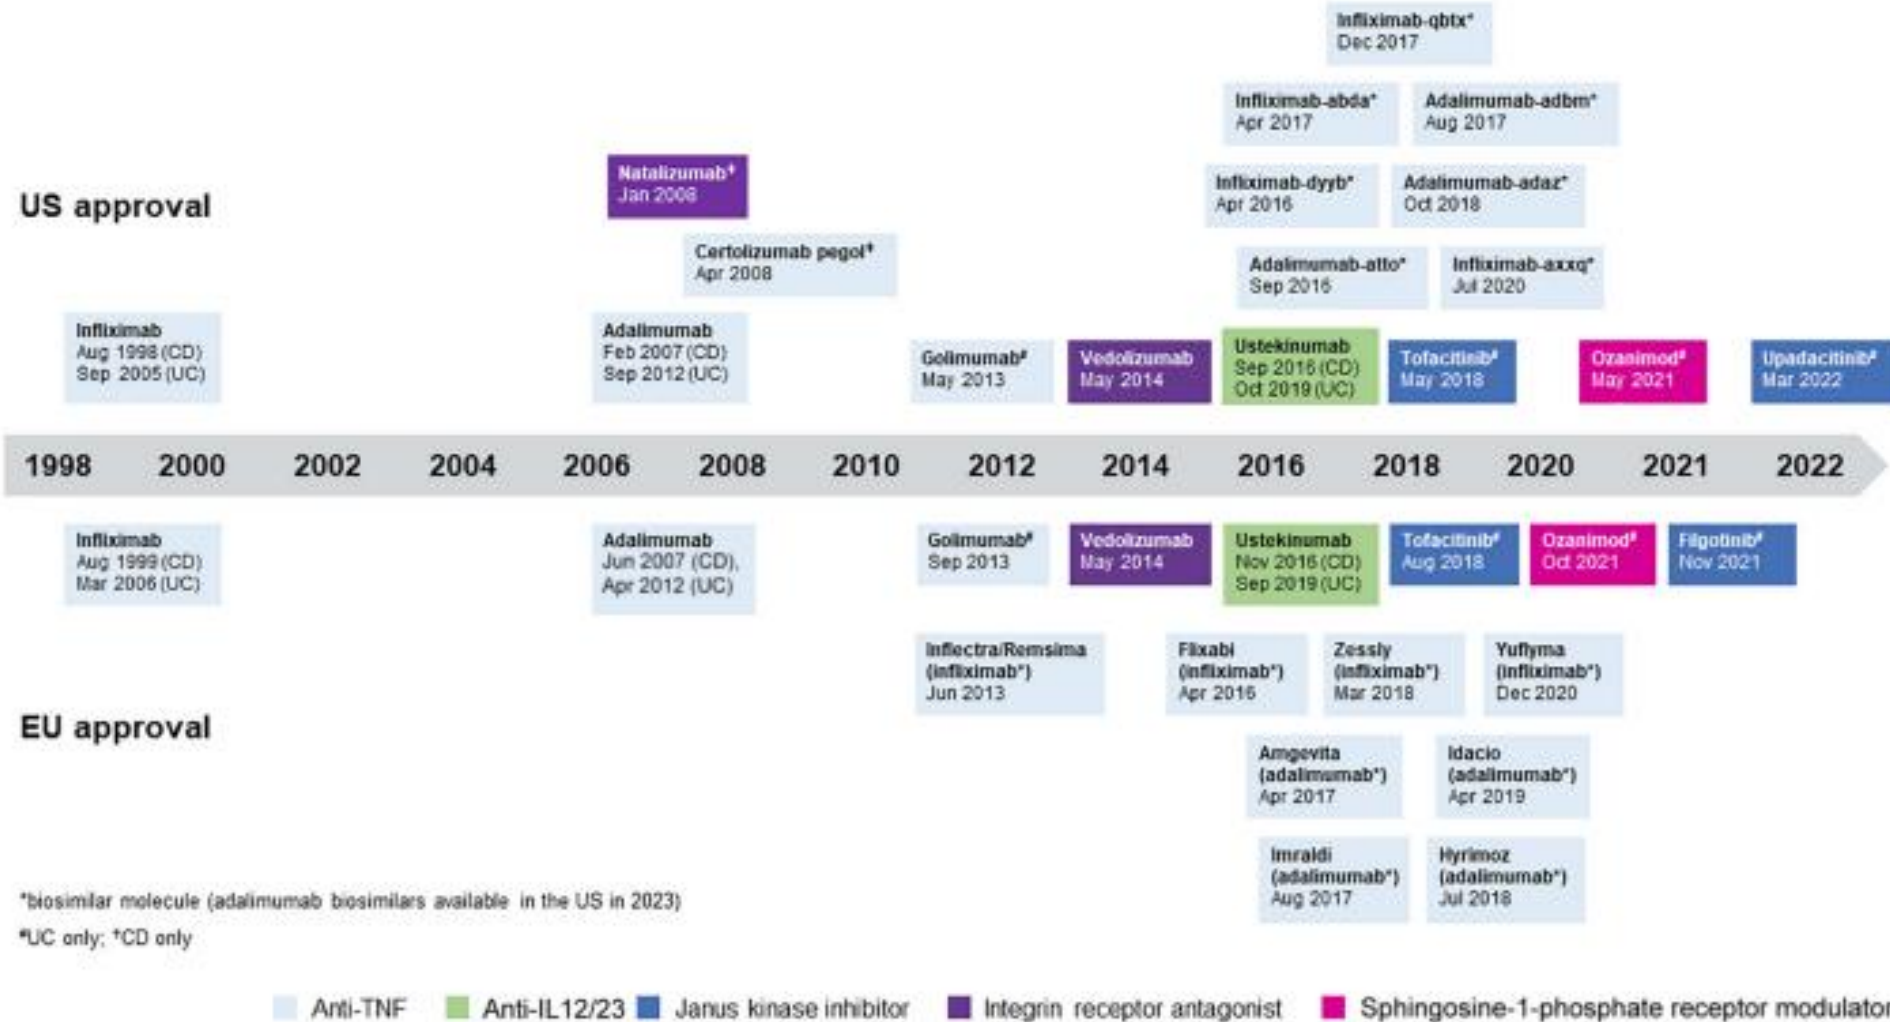 Infliximab-qbtx*
Dec 2017
Infliximab-abda*
Apr 2017
Adalimumab-adbm*
Aug 2017
Natalizumab‡
Jan 2008
US approval
Infliximab-dyyb*
Apr 2016
Adalimumab-adaz*
Oct 2018
Certolizumab pegol‡
Apr 2008
Adalimumab-atto*
Sep 2016
Infliximab-axxq*
Jul 2020
Infliximab
Aug 1998 (CD)
Sep 2005 (UC)
Adalimumab
Feb 2007 (CD)
Sep 2012 (UC)
Golimumab#
May 2013
Vedolizumab
May 2014
Ustekinumab
Sep 2016 (CD)
Oct 2019 (UC)
Tofacitinib#
May 2018
Ozanimod#
May 2021
Upadacitinib#
Mar 2022
1998 2000 2002 2004 2006 2008 2010 2012 2014 2016 2018 2020 2021 2022
Infliximab
Aug 1999 (CD)
Mar 2006 (UC)
Adalimumab
Jun 2007 (CD),
Apr 2012 (UC)
Golimumab#
Sep 2013
Vedolizumab
May 2014
Ustekinumab
Nov 2016 (CD)
Sep 2019 (UC)
Tofacitinib#
Aug 2018
Ozanimod#
Oct 2021
Filgotinib#
Nov 2021
Inflectra/Remsima
(infliximab*)
Jun 2013
Flixabi
(infliximab*)
Apr 2016
Zessly
(infliximab*)
Mar 2018
Yuflyma
(infliximab*)
Dec 2020
EU approval
Amgevita
(adalimumab*)
Apr 2017
Idacio
(adalimumab*)
Apr 2019
Imraldi
(adalimumab*)
Aug 2017
Hyrimoz
(adalimumab*)
Jul 2018
*biosimilar molecule (adalimumab biosimilars available in the US in 2023)
#UC only; ‡CD only
Anti-TNF Anti-IL12/23 Janus kinase inhibitor Integrin receptor antagonist Sphingosine-1-phosphate receptor modulator